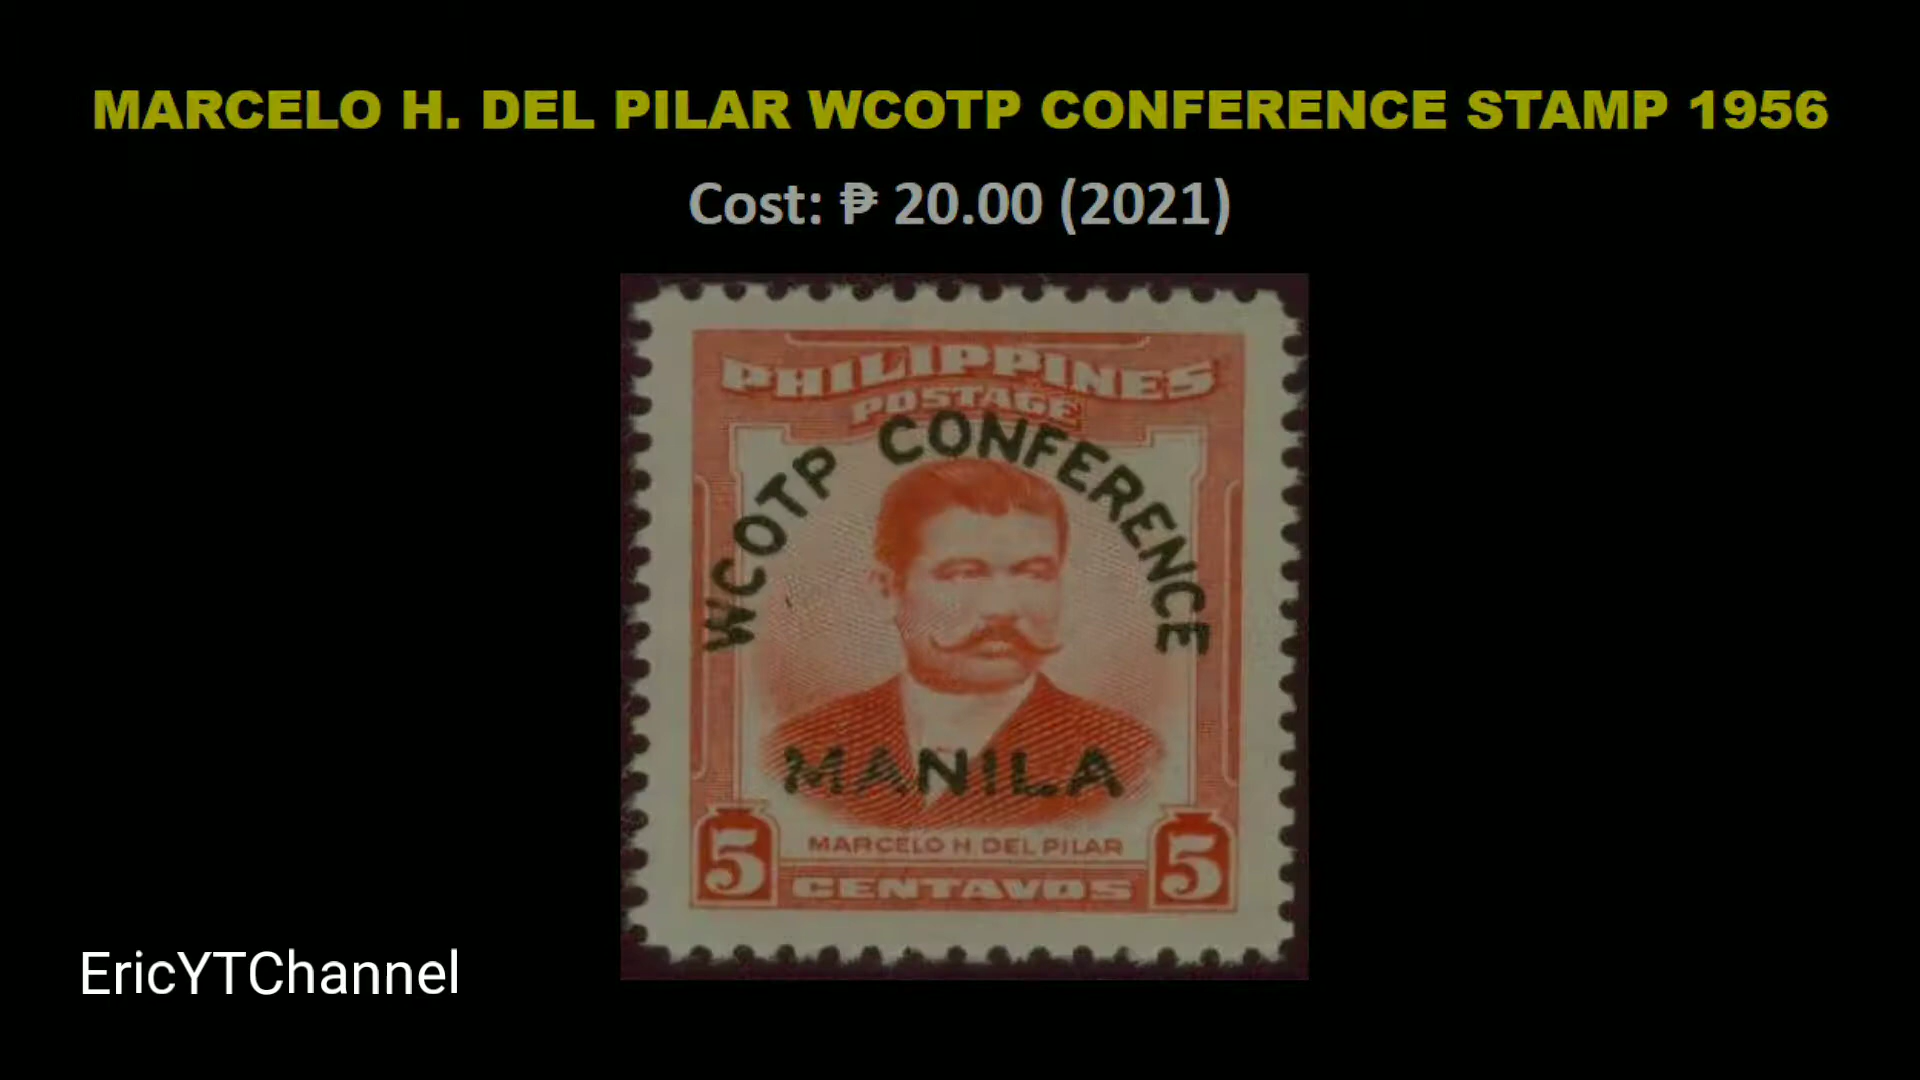 MARCELO H. DEL PILAR WCOTP CONFERENCE STAMP 1956
Cost: ₱ 20.00 (2021)
PHILIPPINES
POSTAGE
WCOTP CONFERENCE
MANILA
MARCELO H. DEL PILAR
5 CENTAVOS 5
EricYTChannel